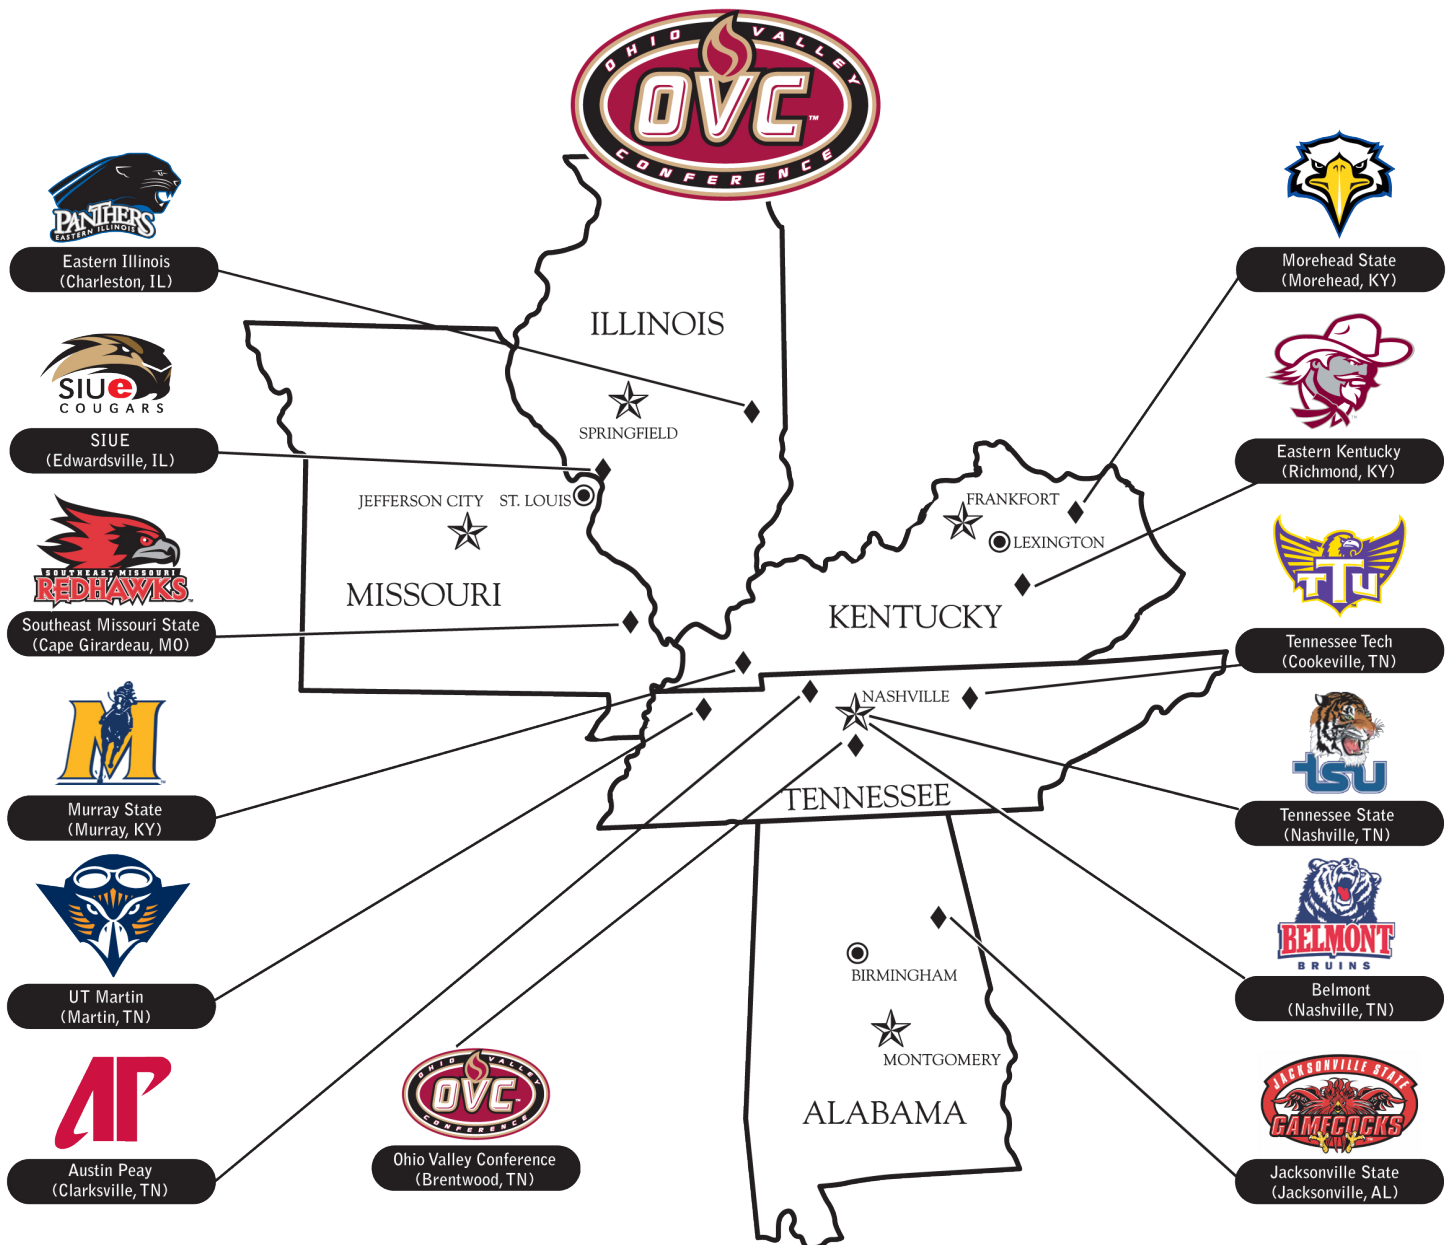 OHIO VALLEY
OVC™
CONFERENCE
PANTHERS
EASTERN ILLINOIS
Eastern Illinois
(Charleston, IL)
SIUe
COUGARS
SIUE
(Edwardsville, IL)
SOUTHEAST MISSOURI
REDHAWKS
Southeast Missouri State
(Cape Girardeau, MO)
M
Murray State
(Murray, KY)
UT Martin
(Martin, TN)
AP
Austin Peay
(Clarksville, TN)
OHIO VALLEY
OVC
CONFERENCE
Ohio Valley Conference
(Brentwood, TN)
ILLINOIS
SPRINGFIELD
JEFFERSON CITY
ST. LOUIS
MISSOURI
FRANKFORT
LEXINGTON
KENTUCKY
NASHVILLE
TENNESSEE
BIRMINGHAM
MONTGOMERY
ALABAMA
Morehead State
(Morehead, KY)
Eastern Kentucky
(Richmond, KY)
TTU
Tennessee Tech
(Cookeville, TN)
tsu
Tennessee State
(Nashville, TN)
BELMONT
BRUINS
Belmont
(Nashville, TN)
JACKSONVILLE STATE
GAMECOCKS
Jacksonville State
(Jacksonville, AL)